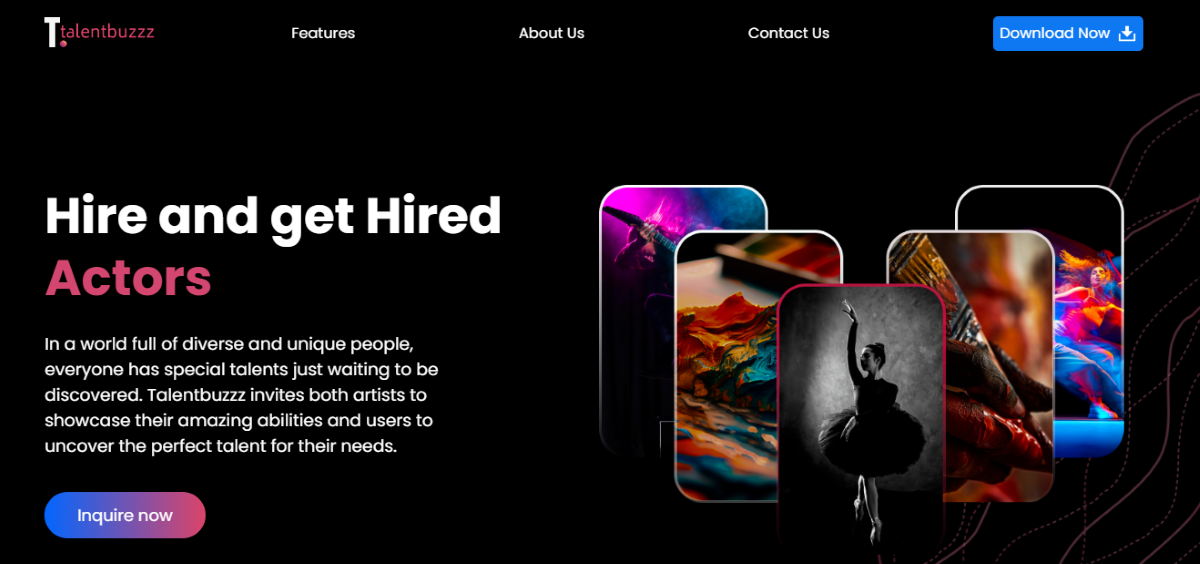 T.talentbuzzz
Features
About Us
Contact Us
Download Now
Hire and get Hired
Actors
In a world full of diverse and unique people,
everyone has special talents just waiting to be
discovered. Talentbuzzz invites both artists to
showcase their amazing abilities and users to
uncover the perfect talent for their needs.
Inquire now